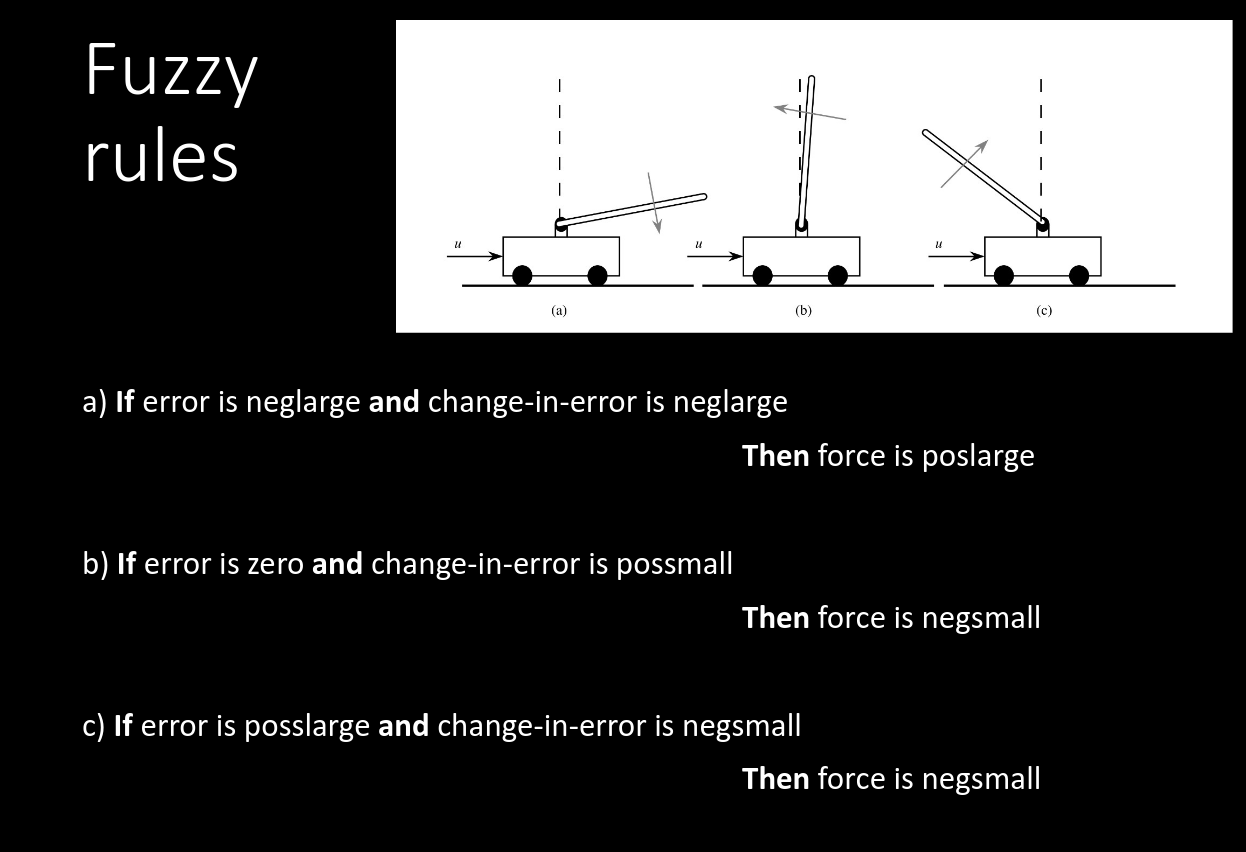 Fuzzy
rules
u
u
u
(a)
(b)
(c)
a) If error is neglarge and change-in-error is neglarge
Then force is poslarge
b) If error is zero and change-in-error is possmall
Then force is negsmall
c) If error is posslarge and change-in-error is negsmall
Then force is negsmall